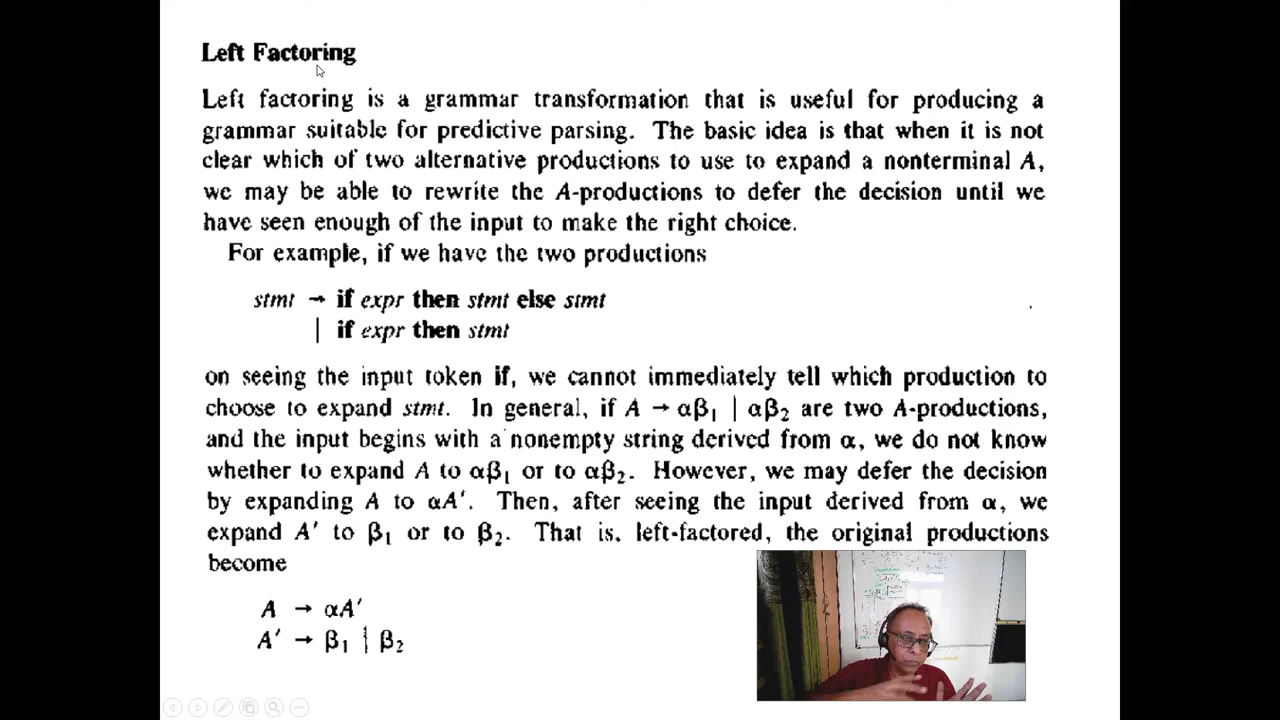 Left Factoring
Left factoring is a grammar transformation that is useful for producing a
grammar suitable for predictive parsing. The basic idea is that when it is not
clear which of two alternative productions to use to expand a nonterminal A,
we may be able to rewrite the A-productions to defer the decision until we
have seen enough of the input to make the right choice.
For example, if we have the two productions
stmt → if expr then stmt else stmt
| if expr then stmt
on seeing the input token if, we cannot immediately tell which production to
choose to expand stmt. In general, if A → αβ₁ | αβ₂ are two A-productions,
and the input begins with a nonempty string derived from α, we do not know
whether to expand A to αβ₁ or to αβ₂. However, we may defer the decision
by expanding A to αA′. Then, after seeing the input derived from α, we
expand A′ to β₁ or to β₂. That is, left-factored, the original productions
become
A → αA′
A′ → β₁ | β₂